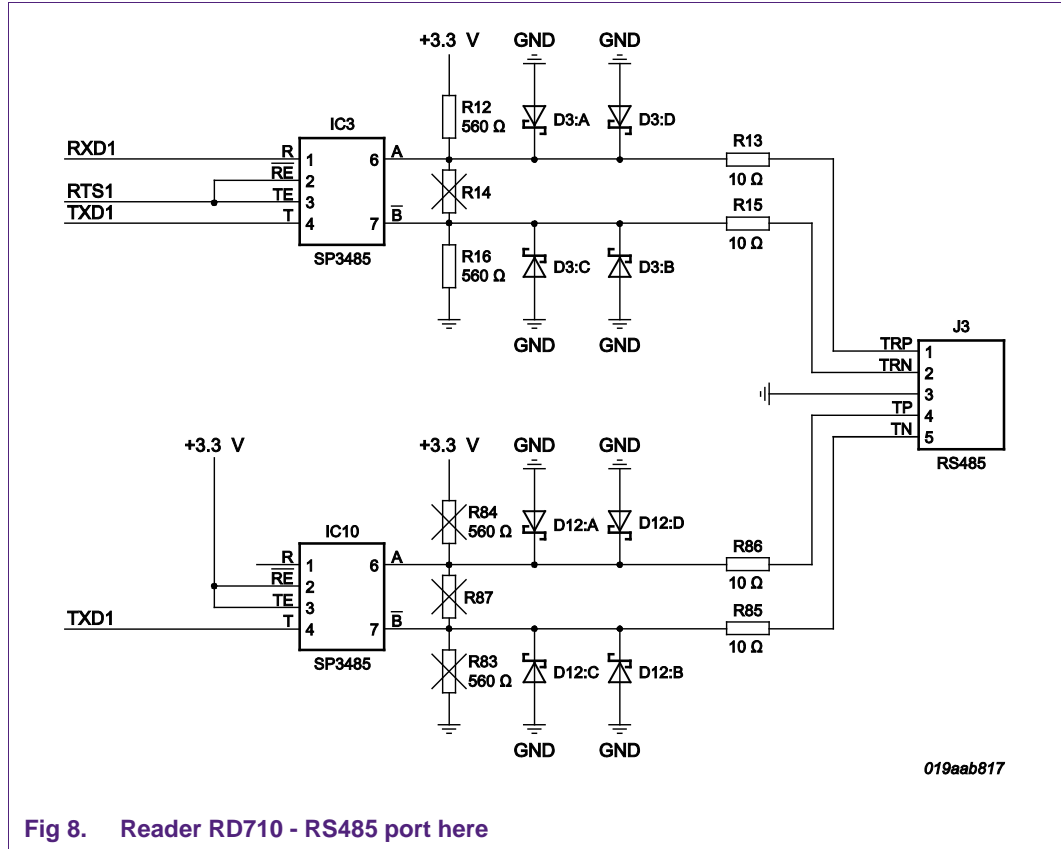 +3.3 V GND GND
R12
560 Ω
D3:A
D3:D
IC3
R13
10 Ω
RXD1
R 1
6 A
RE 2
R14
RTS1
TE 3
TXD1
T 4
7 B
R15
10 Ω
SP3485
R16
560 Ω
D3:C
D3:B
GND GND
J3
TRP 1
TRN 2
3
TP 4
TN 5
RS485
+3.3 V
+3.3 V GND GND
R84
560 Ω
D12:A
D12:D
IC10
R86
10 Ω
R 1
6 A
RE 2
R87
TE 3
TXD1
T 4
7 B
R85
10 Ω
SP3485
R83
560 Ω
D12:C
D12:B
GND GND
019aab817
Fig 8. Reader RD710 - RS485 port here